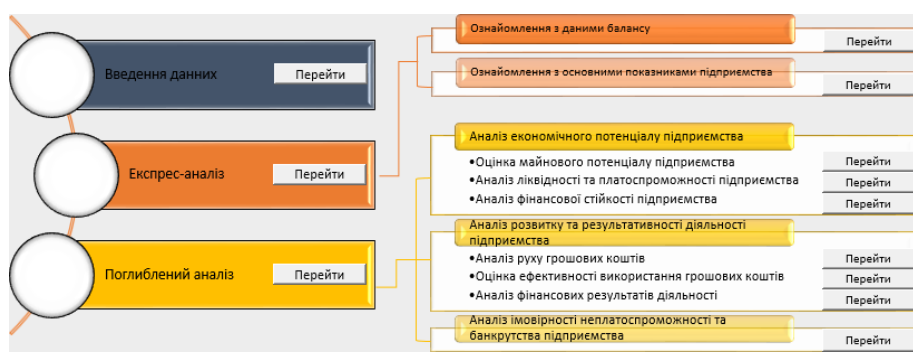 Введення данних
Перейти
Експрес-аналіз
Перейти
Поглиблений аналіз
Перейти
Ознайомлення з даними балансу
Перейти
Ознайомлення з основними показниками підприємства
Перейти
Аналіз економічного потенціалу підприємства
•Оцінка майнового потенціалу підприємства
Перейти
•Аналіз ліквідності та платоспроможності підприємства
Перейти
•Аналіз фінансової стійкості підприємства
Перейти
Аналіз розвитку та результативності діяльності
підприємства
•Аналіз руху грошових коштів
Перейти
•Оцінка ефективності використання грошових коштів
Перейти
•Аналіз фінансових результатів діяльності
Перейти
Аналіз імовірності неплатоспроможності та
банкрутства підприємства
Перейти